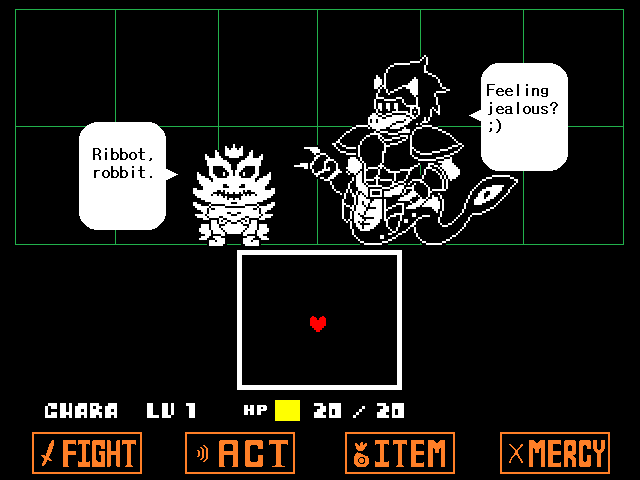 Feeling
jealous?
;)
Ribbot,
robbit.
CHARA LV 1 HP 20 / 20
FIGHT ACT ITEM MERCY